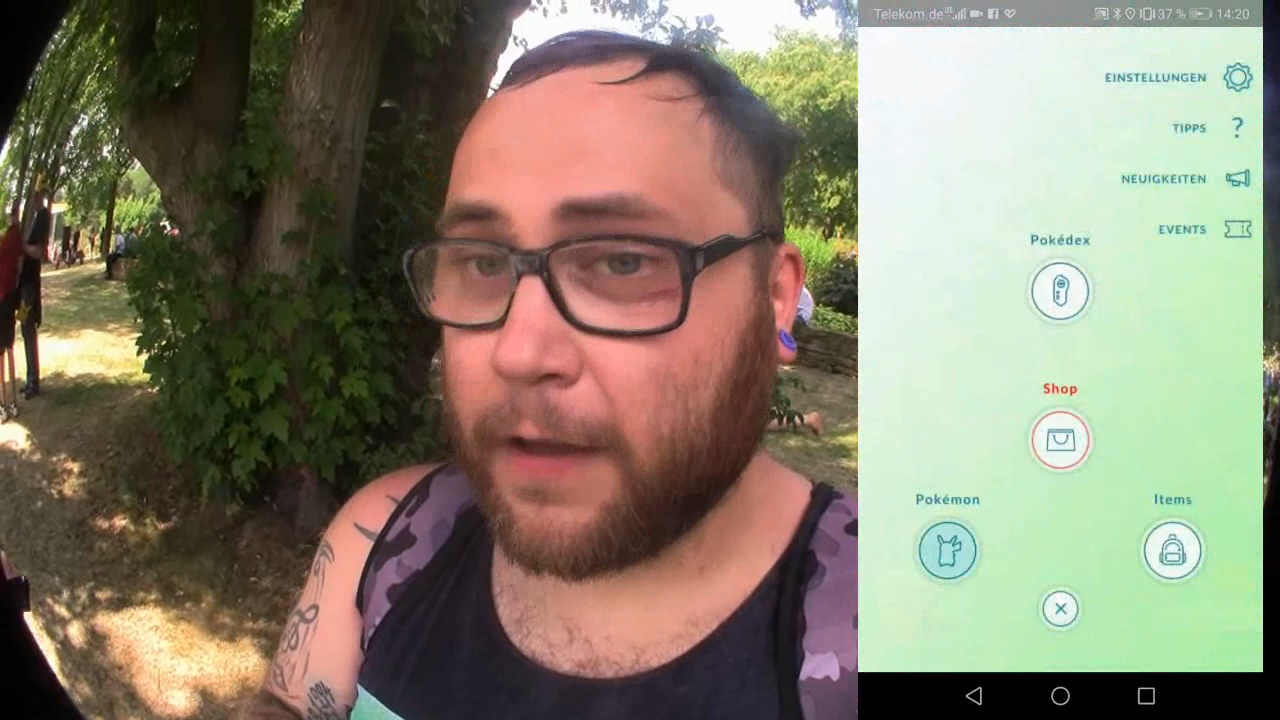 Telekom.de 37 % 14:20
EINSTELLUNGEN
TIPPS ?
NEUIGKEITEN
EVENTS
Pokédex
Shop
Pokémon
Items